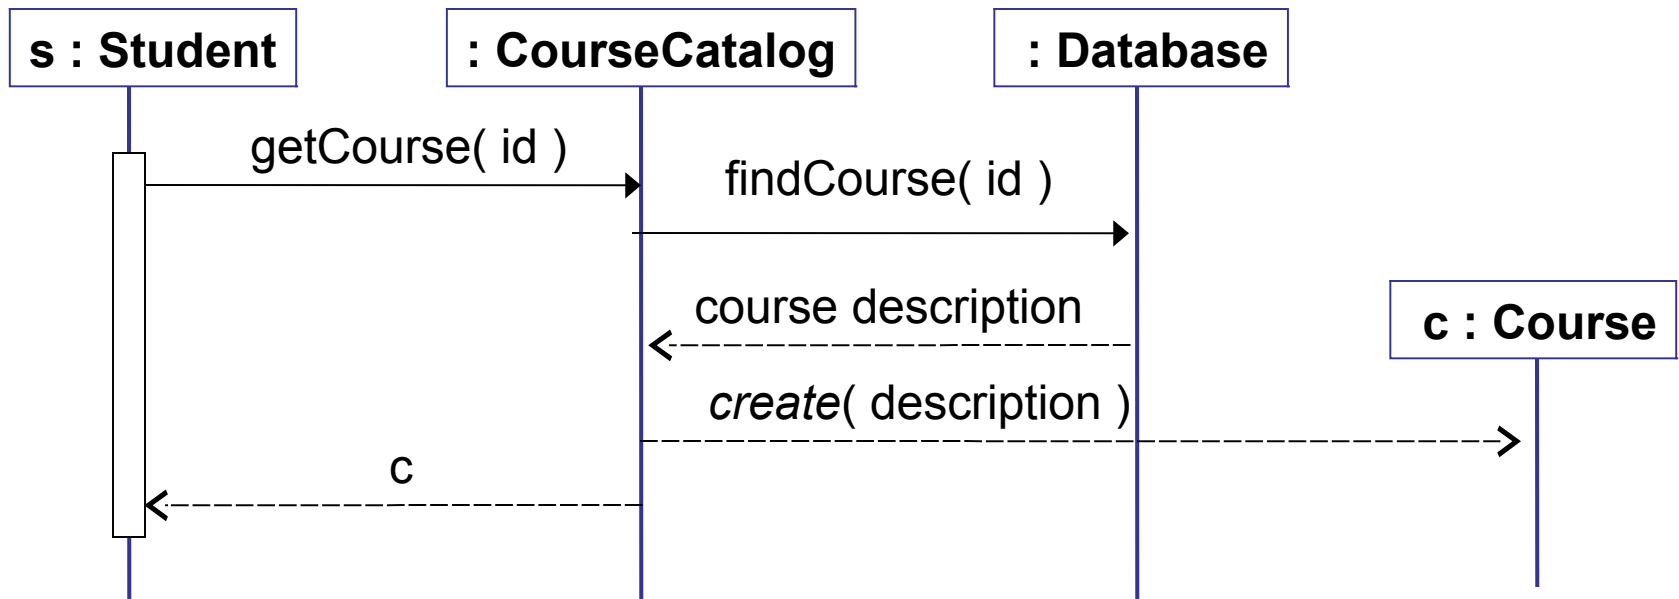 s : Student
: CourseCatalog
: Database
getCourse( id )
findCourse( id )
course description
c : Course
create( description )
c